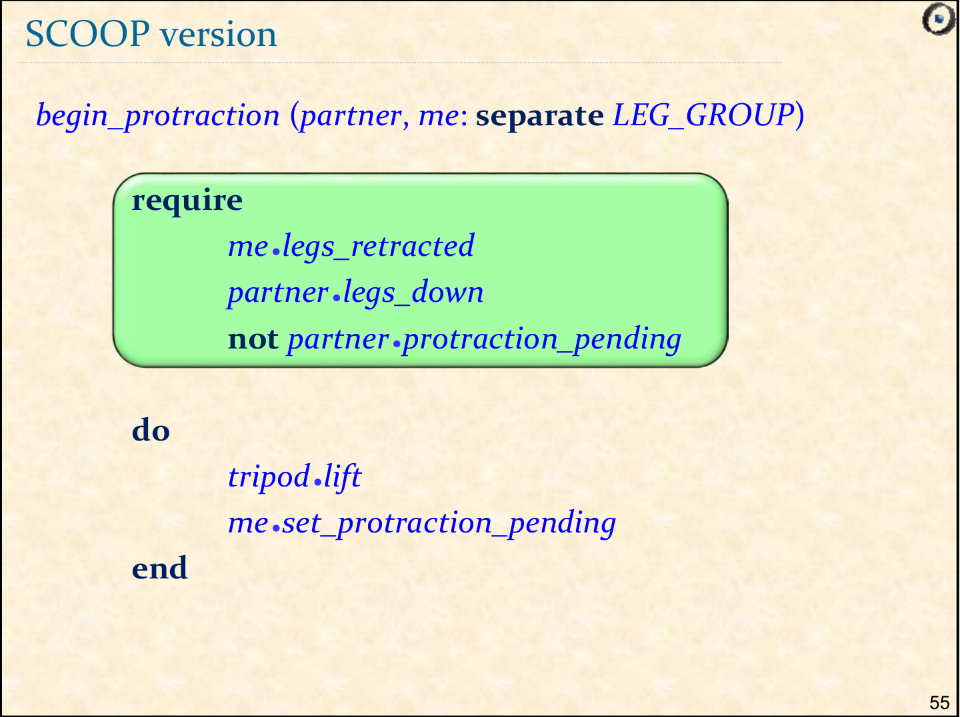 SCOOP version
begin_protraction (partner, me: separate LEG_GROUP)
require
me.legs_retracted
partner.legs_down
not partner.protraction_pending
do
tripod.lift
me.set_protraction_pending
end
55